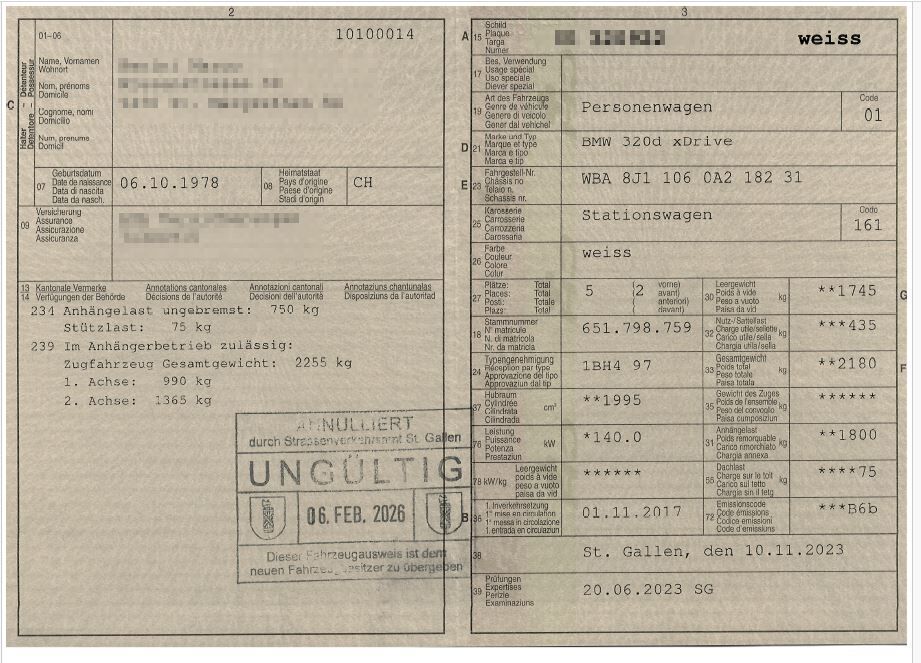 2
01-06
10100014
C
Halter – Détenteur
Detentore – Possessur
Name, Vornamen
Wohnort
Nom, prénoms
Domicile
Cognome, nomi
Domicilio
Num, prenums
Domicil
07
Geburtsdatum
Date de naissance
Data di nascita
Data da nasch.
06.10.1978
08
Heimatstaat
Pays d'origine
Paese d'origine
Stadi d'origin
CH
09
Versicherung
Assurance
Assicurazione
Assicuranza
13 Kantonale Vermerke Annotations cantonales Annotazioni cantonali Annotaziuns chantunalas
14 Verfügungen der Behörde Décisions de l'autorité Decisioni dell'autorità Disposiziuns da l'autoritad
234 Anhängelast ungebremst: 750 kg
Stützlast: 75 kg
239 Im Anhängerbetrieb zulässig:
Zugfahrzeug Gesamtgewicht: 2255 kg
1. Achse: 990 kg
2. Achse: 1365 kg
ANNULLIERT
durch Strassenverkehrsamt St. Gallen
UNGÜLTIG
06. FEB. 2026
Dieser Fahrzeugausweis ist dem
neuen Fahrzeugbesitzer zu übergeben
3
A
15
Schild
Plaque
Targa
Numer
weiss
17
Bes. Verwendung
Usage spécial
Uso speciale
Diever spezial
19
Art des Fahrzeugs
Genre de véhicule
Genere di veicolo
Gener dal vehichel
Personenwagen
Code
01
D
21
Marke und Typ
Marque et type
Marca e tipo
Marca e tip
BMW 320d xDrive
E
23
Fahrgestell-Nr.
Châssis no
Telaio n.
Schassis nr.
WBA 8J1 106 0A2 182 31
25
Karosserie
Carrosserie
Carrozzeria
Carossaria
Stationswagen
Code
161
26
Farbe
Couleur
Colore
Colur
weiss
27
Plätze: Total
Places: Total
Posti: Totale
Plazs: Total
5 (2 vorne)
( avant)
( anteriori)
( davant)
30
Leergewicht
Poids à vide
Peso a vuoto
Paisa da vid
kg
**1745
G
18
Stammnummer
N° matricule
N. di matricola
Nr. da matricla
651.798.759
32
Nutz-/Sattellast
Charge utile/sellette
Carico utile/sella
Chargia utila/sella
kg
***435
24
Typengenehmigung
Réception par type
Approvazione del tipo
Approvaziun dal tip
1BH4 97
33
Gesamtgewicht
Poids total
Peso totale
Paisa totala
kg
**2180
F
37
Hubraum
Cylindrée
Cilindrata
Cilindrada
cm³
**1995
35
Gewicht des Zuges
Poids de l'ensemble
Peso del convoglio
Paisa cumposiziun
kg
******
76
Leistung
Puissance
Potenza
Prestaziun
kW
*140.0
31
Anhängelast
Poids remorquable
Carico rimorchiato
Chargia annexa
kg
**1800
78 kW/kg
Leergewicht
poids à vide
peso a vuoto
paisa da vid
******
55
Dachlast
Charge sur le toit
Carico sul tetto
Chargia sin il tetg
kg
****75
B
36
1. Inverkehrsetzung
1re mise en circulation
1a messa in circolazione
1. entrada en circulaziun
01.11.2017
72
Emissionscode
Code émissions
Codice emissioni
Code d'emissiuns
***B6b
38
St. Gallen, den 10.11.2023
39
Prüfungen
Expertises
Perizie
Examinaziuns
20.06.2023 SG